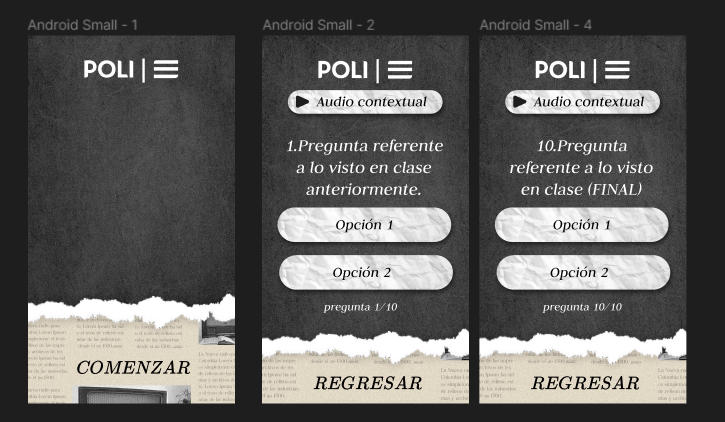 Android Small - 1
POLI
COMENZAR
Android Small - 2
POLI
Audio contextual
1.Pregunta referente
a lo visto en clase
anteriormente.
Opción 1
Opción 2
pregunta 1/10
REGRESAR
Android Small - 4
POLI
Audio contextual
10.Pregunta
referente a lo visto
en clase (FINAL)
Opción 1
Opción 2
pregunta 10/10
REGRESAR